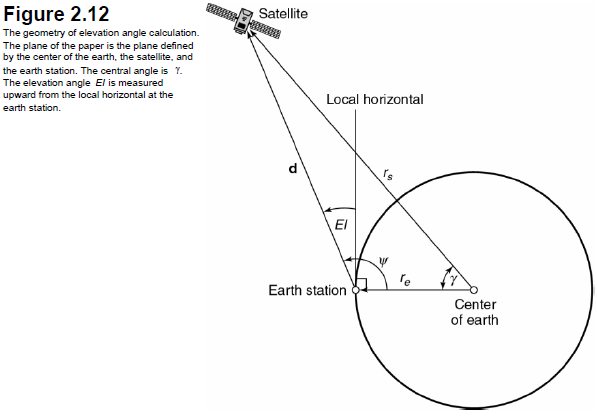 Figure 2.12
The geometry of elevation angle calculation.
The plane of the paper is the plane defined
by the center of the earth, the satellite, and
the earth station. The central angle is γ.
The elevation angle El is measured
upward from the local horizontal at the
earth station.
Satellite
Local horizontal
d
rs
El
ψ
re
γ
Earth station
Center
of earth